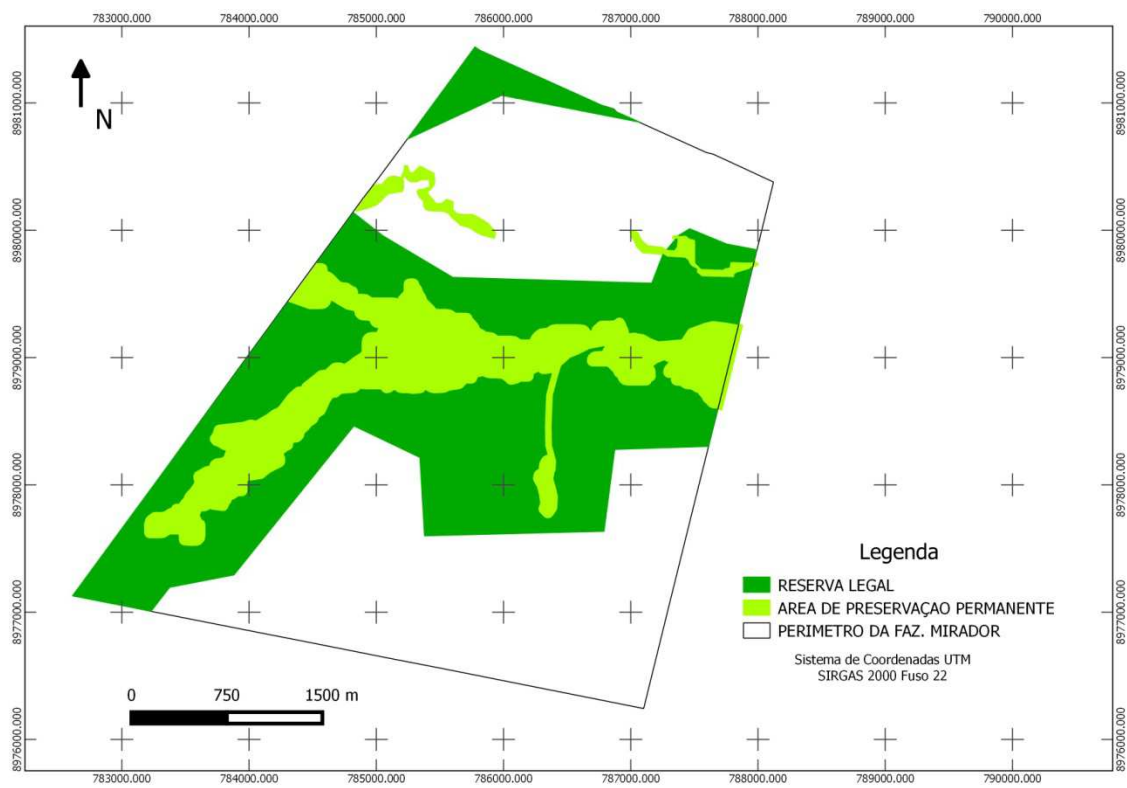 783000.000 784000.000 785000.000 786000.000 787000.000 788000.000 789000.000 790000.000
8981000.000 8981000.000
N
8980000.000 8980000.000
8979000.000 8979000.000
8978000.000 8978000.000
Legenda
RESERVA LEGAL
AREA DE PRESERVAÇAO PERMANENTE
8977000.000 8977000.000
PERIMETRO DA FAZ. MIRADOR
Sistema de Coordenadas UTM
SIRGAS 2000 Fuso 22
0 750 1500 m
8976000.000 8976000.000
783000.000 784000.000 785000.000 786000.000 787000.000 788000.000 789000.000 790000.000